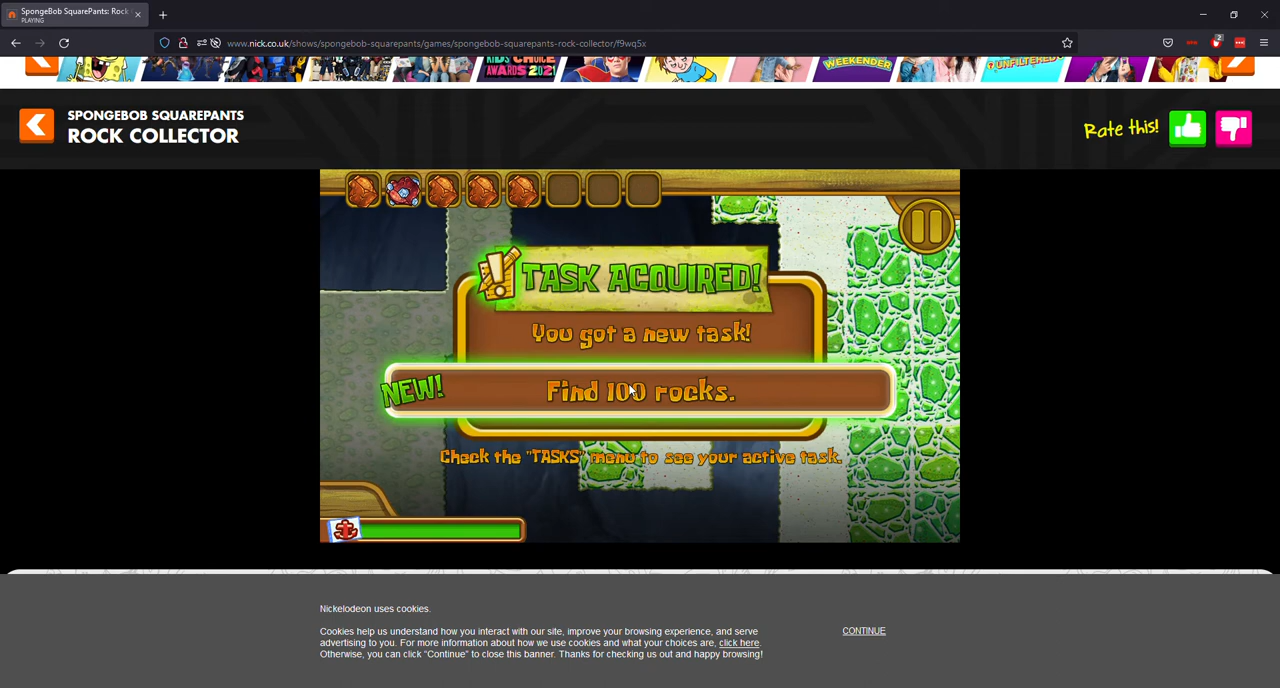 SpongeBob SquarePants: Rock C
PLAYING
2
www.nick.co.uk/shows/spongebob-squarepants/games/spongebob-squarepants-rock-collector/f9wq5x
KIDS CHOICE
AWARDS 2021
WEEKENDER
UNFILTERED
SPONGEBOB SQUAREPANTS
ROCK COLLECTOR
Rate this!
TASK ACQUIRED!
You got a new task!
NEW!
Find 100 rocks.
Check the "TASKS" menu to see your active task.
Nickelodeon uses cookies.
Cookies help us understand how you interact with our site, improve your browsing experience, and serve
advertising to you. For more information about how we use cookies and what your choices are, click here.
Otherwise, you can click "Continue" to close this banner. Thanks for checking us out and happy browsing!
CONTINUE